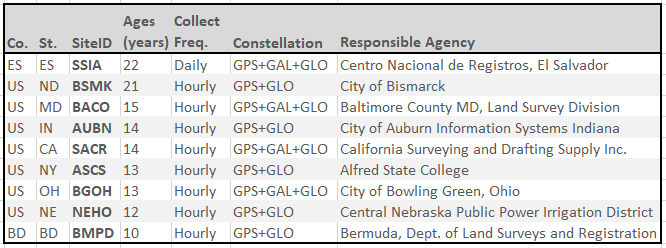 Ages Collect
Co. St. SiteID (years) Freq. Constellation Responsible Agency
ES ES SSIA 22 Daily GPS+GAL+GLO Centro Nacional de Registros, El Salvador
US ND BSMK 21 Hourly GPS+GLO City of Bismarck
US MD BACO 15 Hourly GPS+GAL+GLO Baltimore County MD, Land Survey Division
US IN AUBN 14 Hourly GPS+GLO City of Auburn Information Systems Indiana
US CA SACR 14 Hourly GPS+GAL+GLO California Surveying and Drafting Supply Inc.
US NY ASCS 13 Hourly GPS+GLO Alfred State College
US OH BGOH 13 Hourly GPS+GAL+GLO City of Bowling Green, Ohio
US NE NEHO 12 Hourly GPS+GLO Central Nebraska Public Power Irrigation District
BD BD BMPD 10 Hourly GPS+GLO Bermuda, Dept. of Land Surveys and Registration